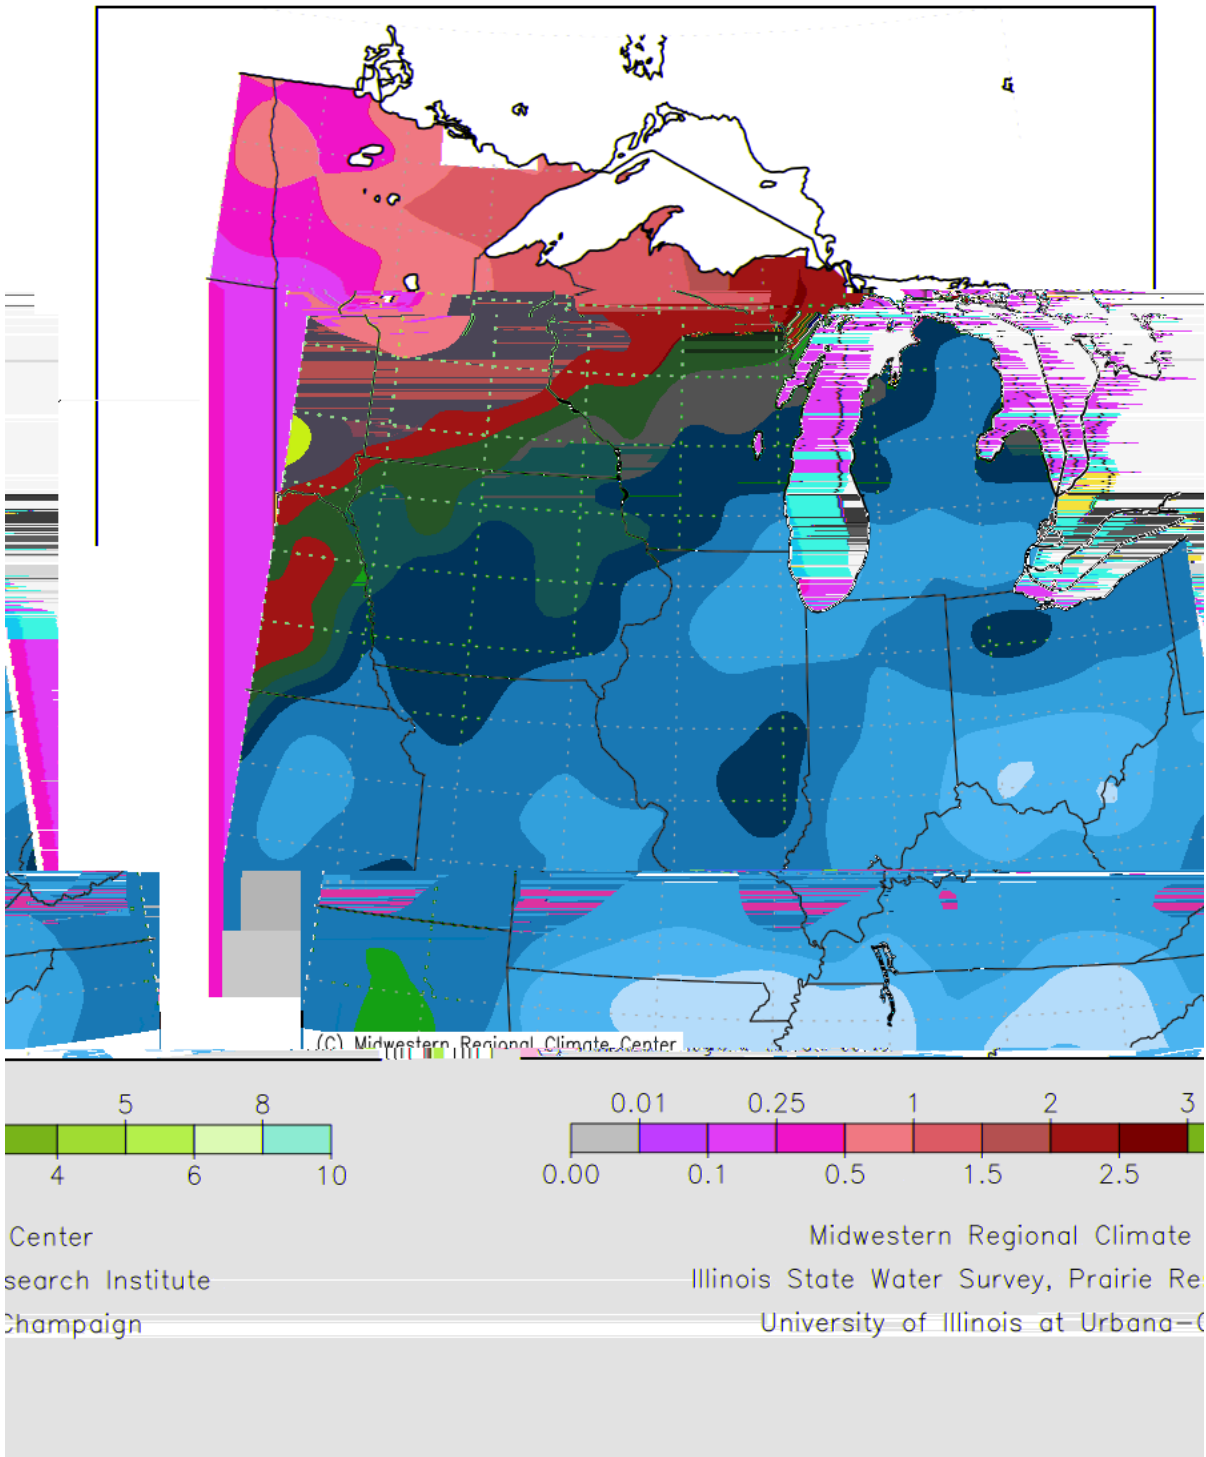 (C) Midwestern Regional Climate Center
5 8 0.01 0.25 1 2 3
4 6 10 0.00 0.1 0.5 1.5 2.5
Center Midwestern Regional Climate
search Institute Illinois State Water Survey, Prairie Re
Champaign University of Illinois at Urbana-C